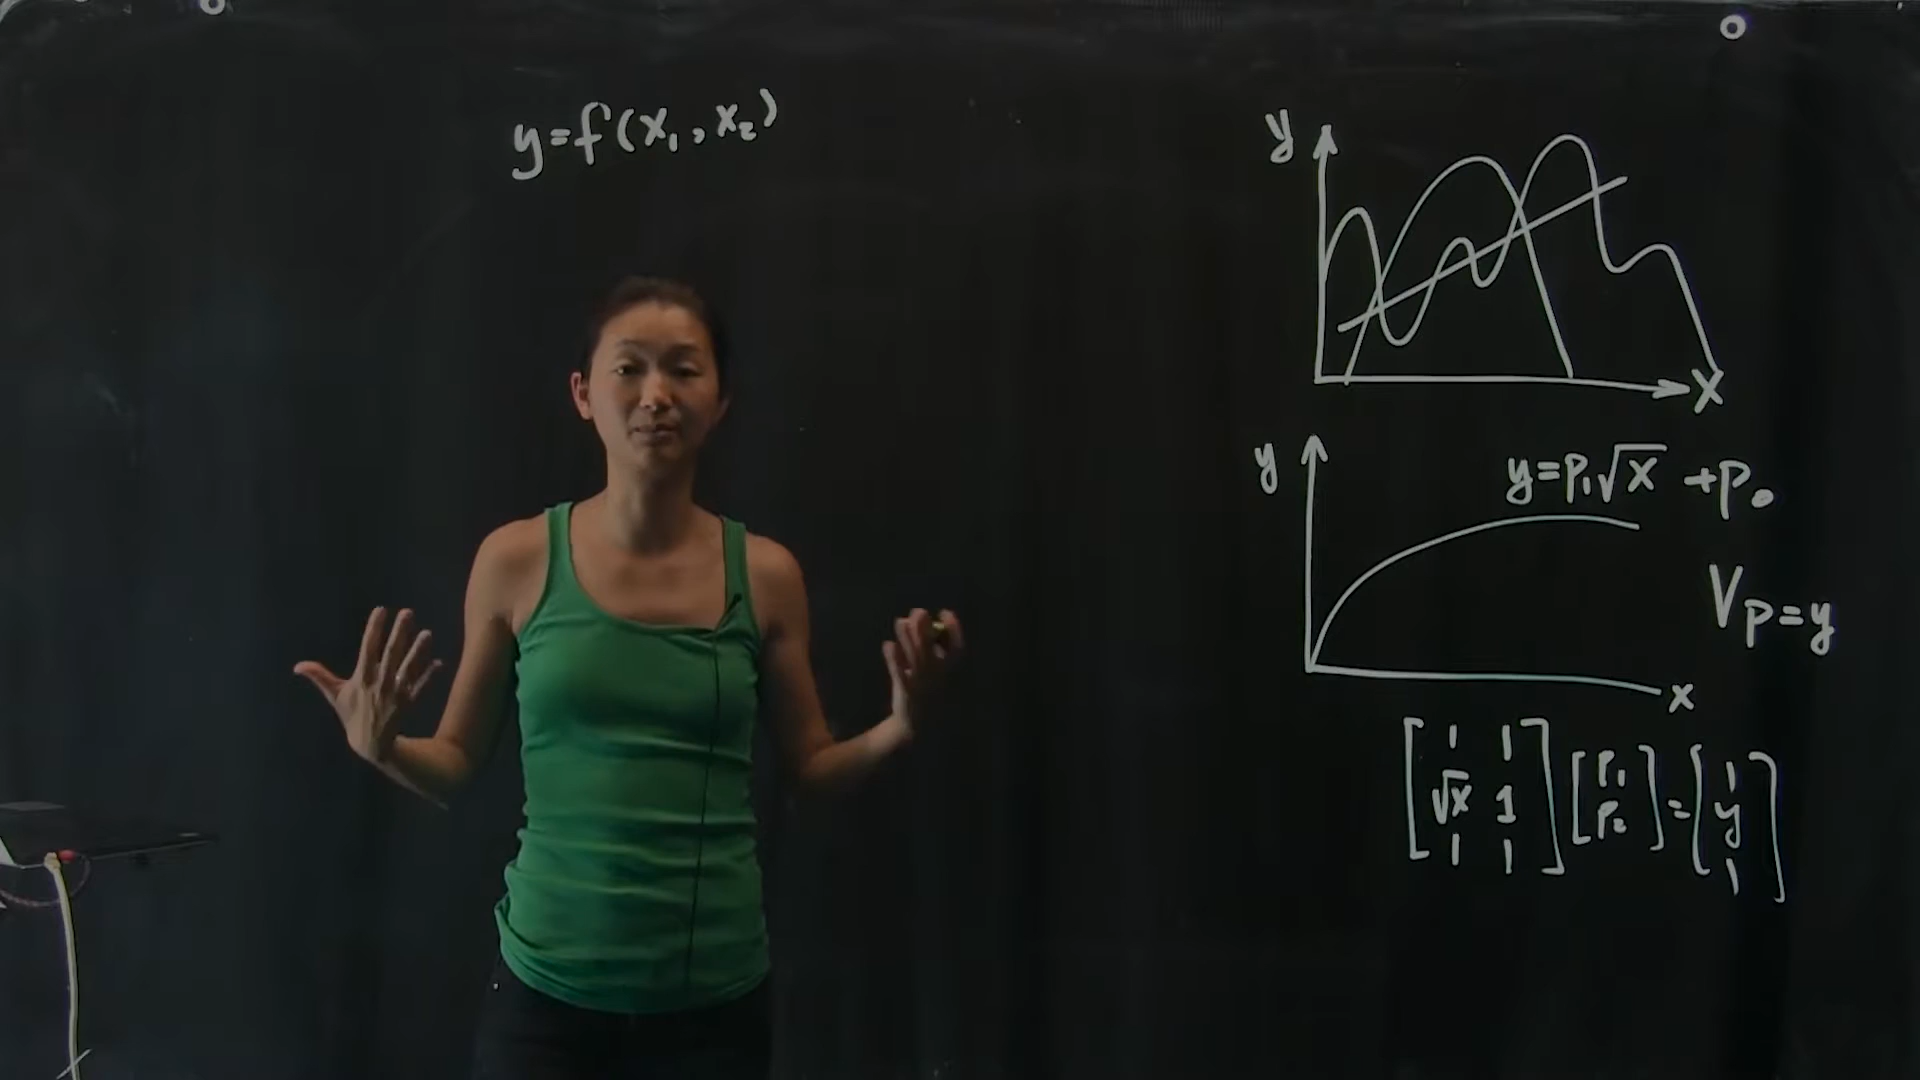 y=f(x₁, x₂)
y
x
y
y=p₁√x +p₀
Vp=y
x
[1 1
√x 1
1 1] [p₁
p₂] = [1
y
1]